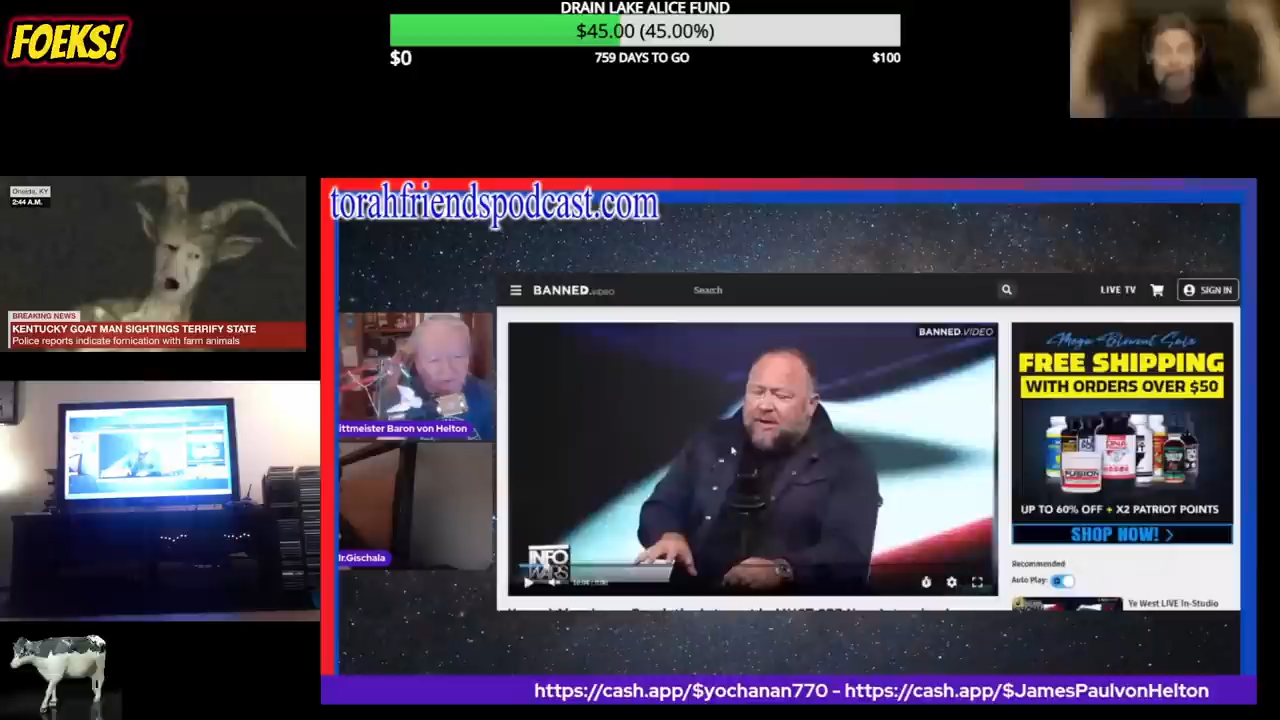 FOEKS!
DRAIN LAKE ALICE FUND
$45.00 (45.00%)
$0
759 DAYS TO GO
$100
Oneida, KY
2:44 A.M.
BREAKING NEWS
KENTUCKY GOAT MAN SIGHTINGS TERRIFY STATE
Police reports indicate fornication with farm animals
torahfriendspodcast.com
BANNED.VIDEO
Search
LIVE TV
SIGN IN
BANNED.VIDEO
ittmeister Baron von Helton
Ir.Gischala
INFO
WARS
Mega Blowout Sale
FREE SHIPPING
WITH ORDERS OVER $50
FUSION
DNA
UP TO 60% OFF + X2 PATRIOT POINTS
SHOP NOW!
Recommended
Auto Play:
Ye West LIVE In-Studio
https://cash.app/$yochanan770 - https://cash.app/$JamesPaulvonHelton